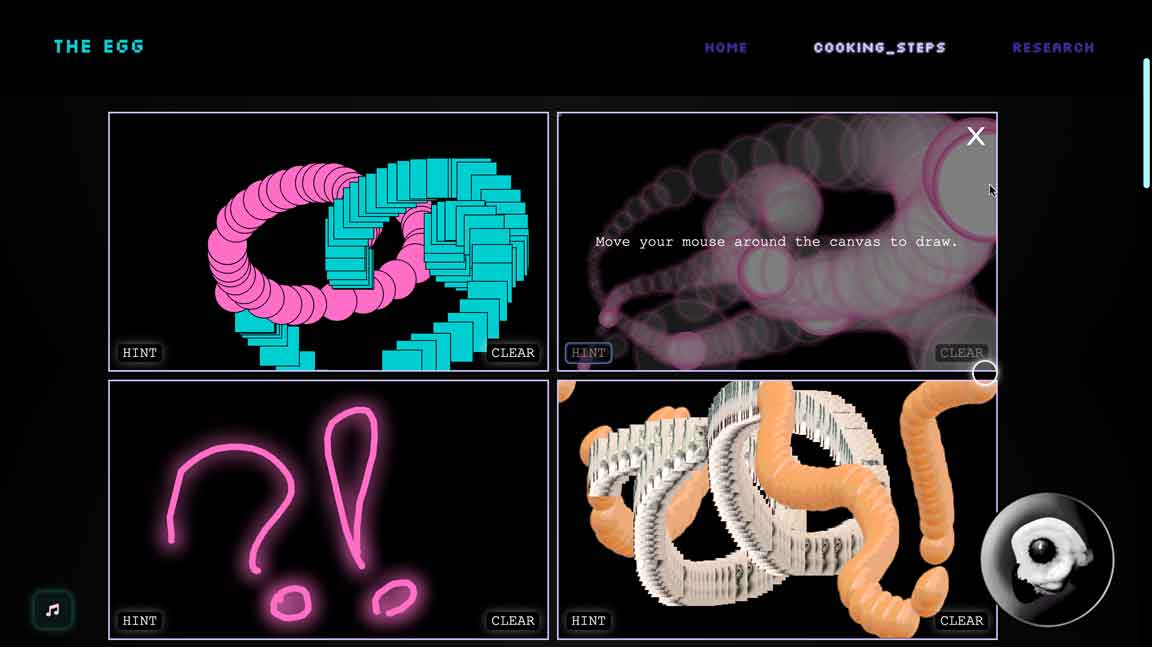 THE EGG
HOME
COOKING_STEPS
RESEARCH
X
Move your mouse around the canvas to draw.
HINT
CLEAR
HINT
CLEAR
?!
HINT
CLEAR
HINT
CLEAR